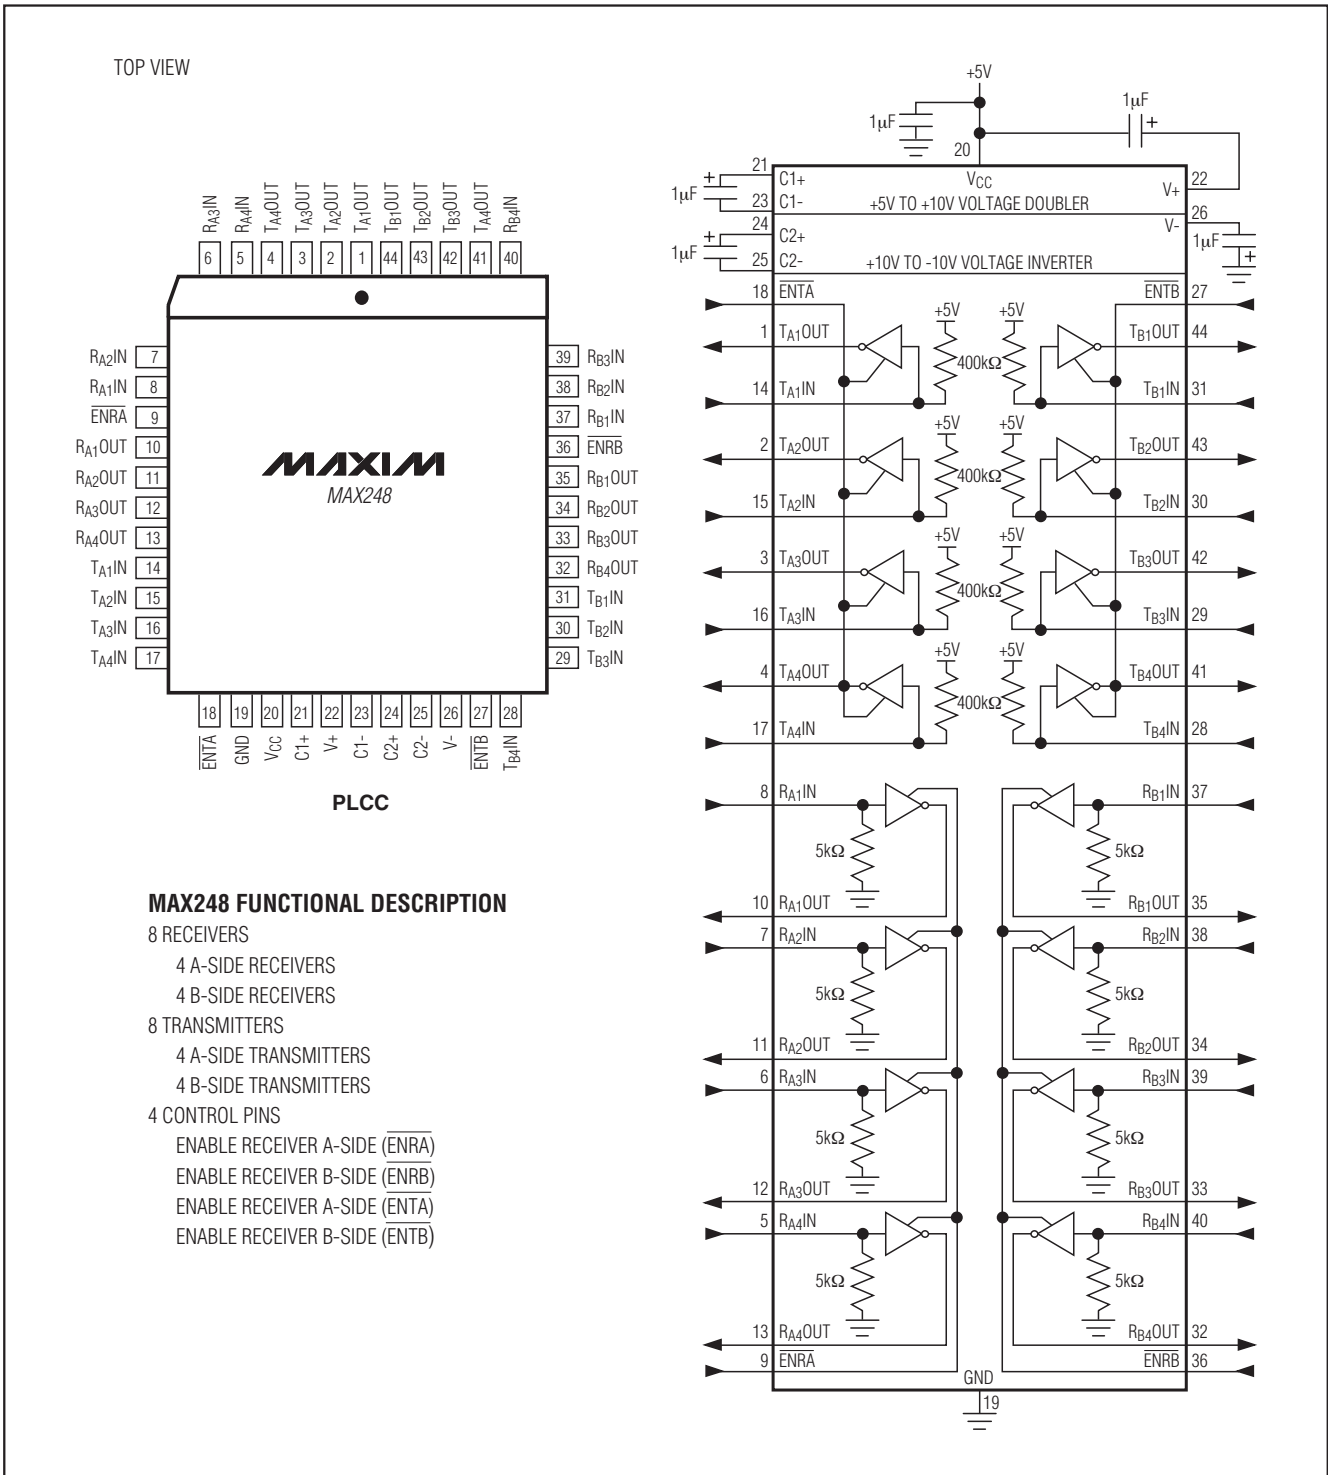 TOP VIEW
RA3IN
RA4IN
TA4OUT
TA3OUT
TA2OUT
TA1OUT
TB1OUT
TB2OUT
TB3OUT
TA4OUT
RB4IN
6 5 4 3 2 1 44 43 42 41 40
RA2IN 7
RA1IN 8
ENRA 9
RA1OUT 10
RA2OUT 11
RA3OUT 12
RA4OUT 13
TA1IN 14
TA2IN 15
TA3IN 16
TA4IN 17
MAXIM
MAX248
39 RB3IN
38 RB2IN
37 RB1IN
36 ENRB
35 RB1OUT
34 RB2OUT
33 RB3OUT
32 RB4OUT
31 TB1IN
30 TB2IN
29 TB3IN
18 19 20 21 22 23 24 25 26 27 28
ENTA
GND
VCC
C1+
V+
C1-
C2+
C2-
V-
ENTB
TB4IN
PLCC
MAX248 FUNCTIONAL DESCRIPTION
8 RECEIVERS
4 A-SIDE RECEIVERS
4 B-SIDE RECEIVERS
8 TRANSMITTERS
4 A-SIDE TRANSMITTERS
4 B-SIDE TRANSMITTERS
4 CONTROL PINS
ENABLE RECEIVER A-SIDE (ENRA)
ENABLE RECEIVER B-SIDE (ENRB)
ENABLE RECEIVER A-SIDE (ENTA)
ENABLE RECEIVER B-SIDE (ENTB)
+5V
1µF
1µF +
20
21 C1+ VCC V+ 22
+ 1µF
23 C1- +5V TO +10V VOLTAGE DOUBLER
V- 26
24 C2+
+ 1µF
1µF +
25 C2- +10V TO -10V VOLTAGE INVERTER
18 ENTA ENTB 27
+5V +5V
1 TA1OUT TB1OUT 44
400kΩ
14 TA1IN TB1IN 31
+5V +5V
2 TA2OUT TB2OUT 43
400kΩ
15 TA2IN TB2IN 30
+5V +5V
3 TA3OUT TB3OUT 42
400kΩ
16 TA3IN TB3IN 29
+5V +5V
4 TA4OUT TB4OUT 41
400kΩ
17 TA4IN TB4IN 28
8 RA1IN RB1IN 37
5kΩ 5kΩ
10 RA1OUT RB1OUT 35
7 RA2IN RB2IN 38
5kΩ 5kΩ
11 RA2OUT RB2OUT 34
6 RA3IN RB3IN 39
5kΩ 5kΩ
12 RA3OUT RB3OUT 33
5 RA4IN RB4IN 40
5kΩ 5kΩ
13 RA4OUT RB4OUT 32
9 ENRA ENRB 36
GND
19